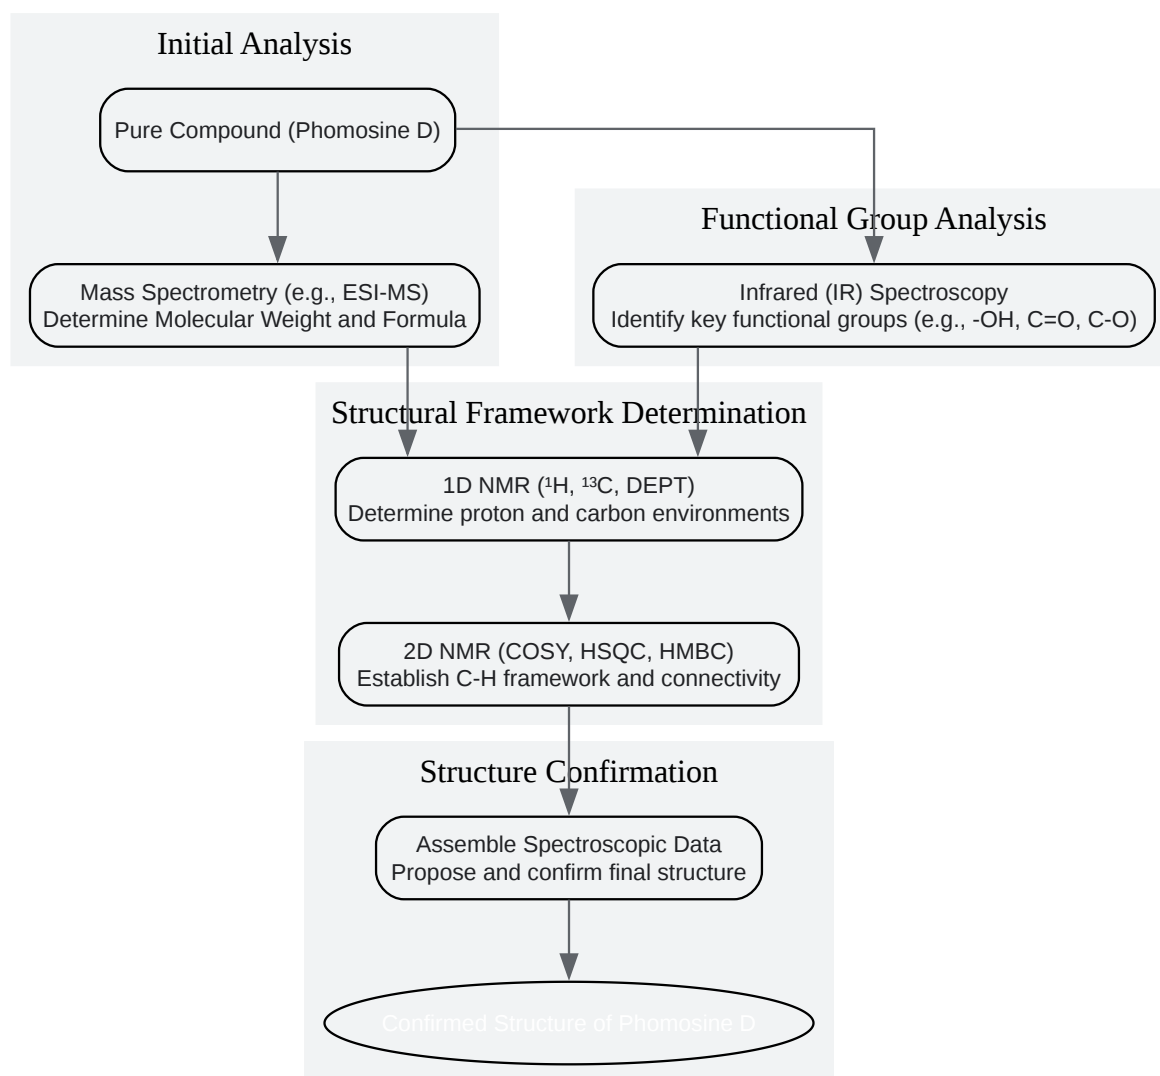 Initial Analysis
Pure Compound (Phomosine D)
Functional Group Analysis
Mass Spectrometry (e.g., ESI-MS)
Determine Molecular Weight and Formula
Infrared (IR) Spectroscopy
Identify key functional groups (e.g., -OH, C=O, C-O)
Structural Framework Determination
1D NMR (¹H, ¹³C, DEPT)
Determine proton and carbon environments
2D NMR (COSY, HSQC, HMBC)
Establish C-H framework and connectivity
Structure Confirmation
Assemble Spectroscopic Data
Propose and confirm final structure
Confirmed Structure of Phomosine D